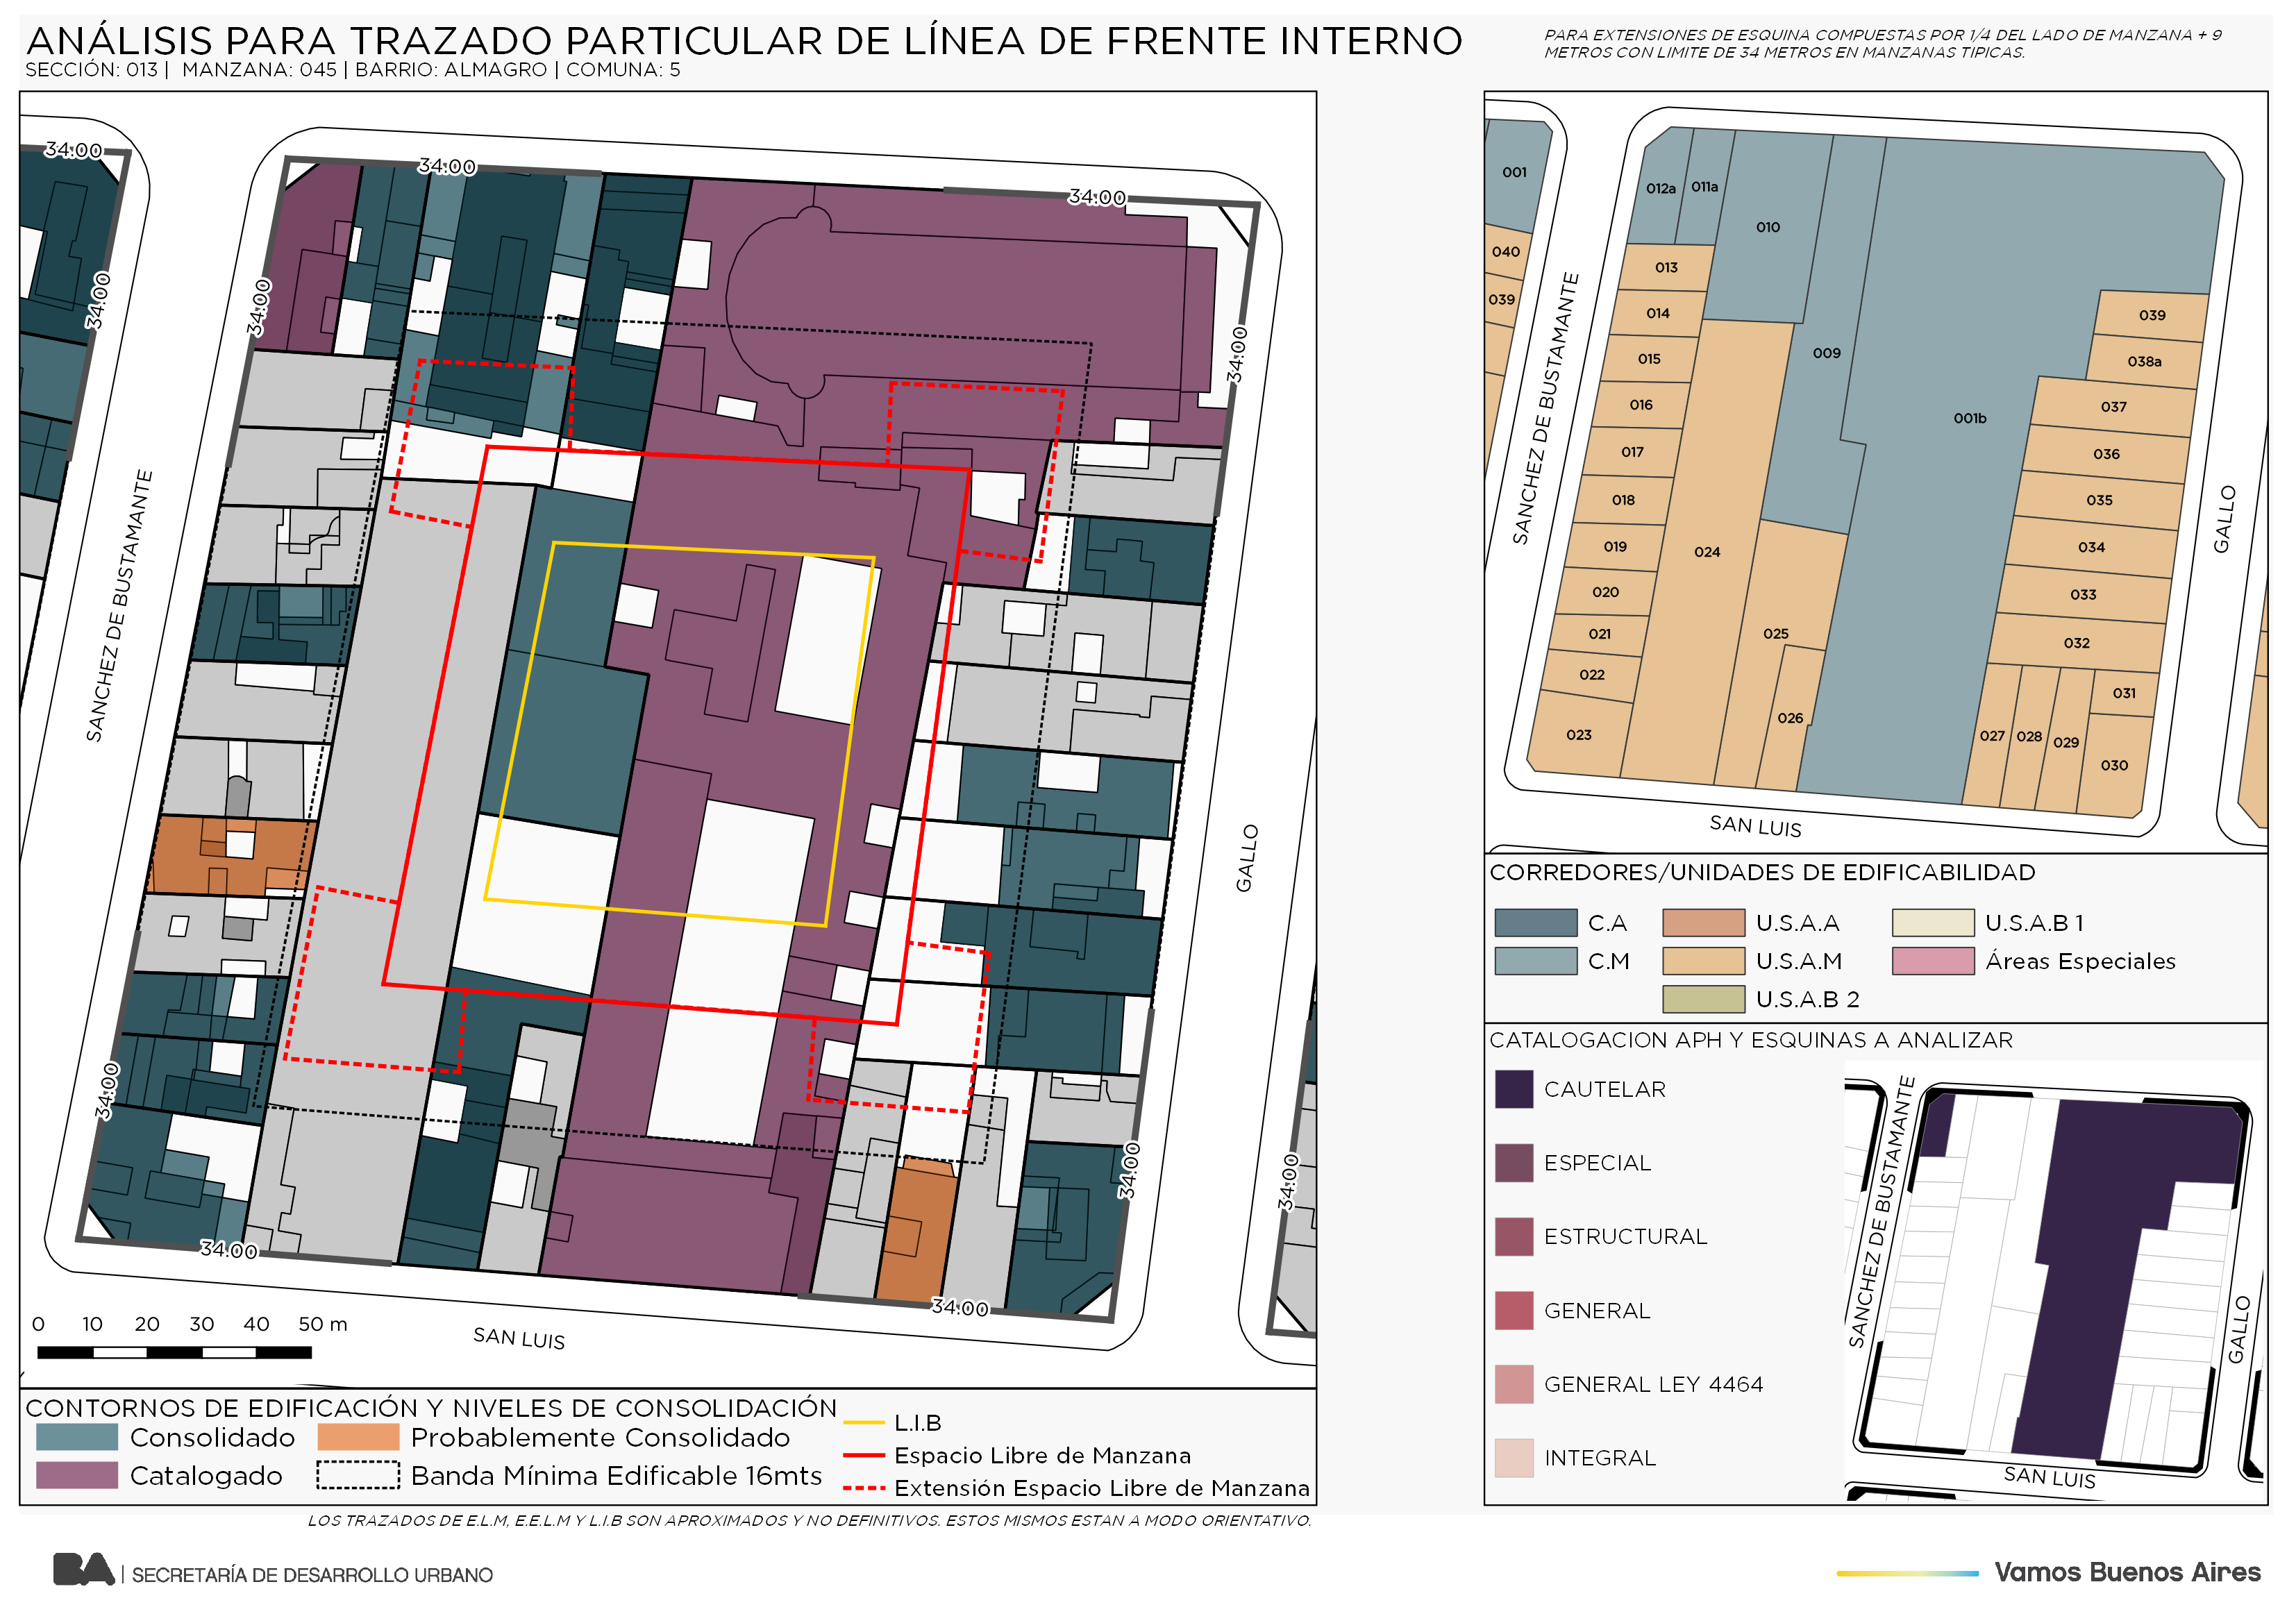 ANÁLISIS PARA TRAZADO PARTICULAR DE LÍNEA DE FRENTE INTERNO
SECCIÓN: 013 | MANZANA: 045 | BARRIO: ALMAGRO | COMUNA: 5
PARA EXTENSIONES DE ESQUINA COMPUESTAS POR 1/4 DEL LADO DE MANZANA + 9
METROS CON LIMITE DE 34 METROS EN MANZANAS TIPICAS.
34:00
34:00
34:00
34:00
34:00
34:00
SANCHEZ DE BUSTAMANTE
GALLO
34:00
34:00
34:00
34:00
34:00
SAN LUIS
0 10 20 30 40 50 m
CONTORNOS DE EDIFICACIÓN Y NIVELES DE CONSOLIDACIÓN
Consolidado
Probablemente Consolidado
Catalogado
Banda Mínima Edificable 16mts
L.I.B
Espacio Libre de Manzana
Extensión Espacio Libre de Manzana
LOS TRAZADOS DE E.L.M, E.E.L.M Y L.I.B SON APROXIMADOS Y NO DEFINITIVOS. ESTOS MISMOS ESTAN A MODO ORIENTATIVO.
001
040
039
012a
011a
010
009
001b
013
014
015
016
017
018
019
020
021
022
023
024
025
026
039
038a
037
036
035
034
033
032
031
027
028
029
030
SANCHEZ DE BUSTAMANTE
GALLO
SAN LUIS
CORREDORES/UNIDADES DE EDIFICABILIDAD
C.A
U.S.A.A
U.S.A.B 1
C.M
U.S.A.M
Áreas Especiales
U.S.A.B 2
CATALOGACION APH Y ESQUINAS A ANALIZAR
CAUTELAR
ESPECIAL
ESTRUCTURAL
GENERAL
GENERAL LEY 4464
INTEGRAL
SANCHEZ DE BUSTAMANTE
GALLO
SAN LUIS
BA | SECRETARÍA DE DESARROLLO URBANO
Vamos Buenos Aires